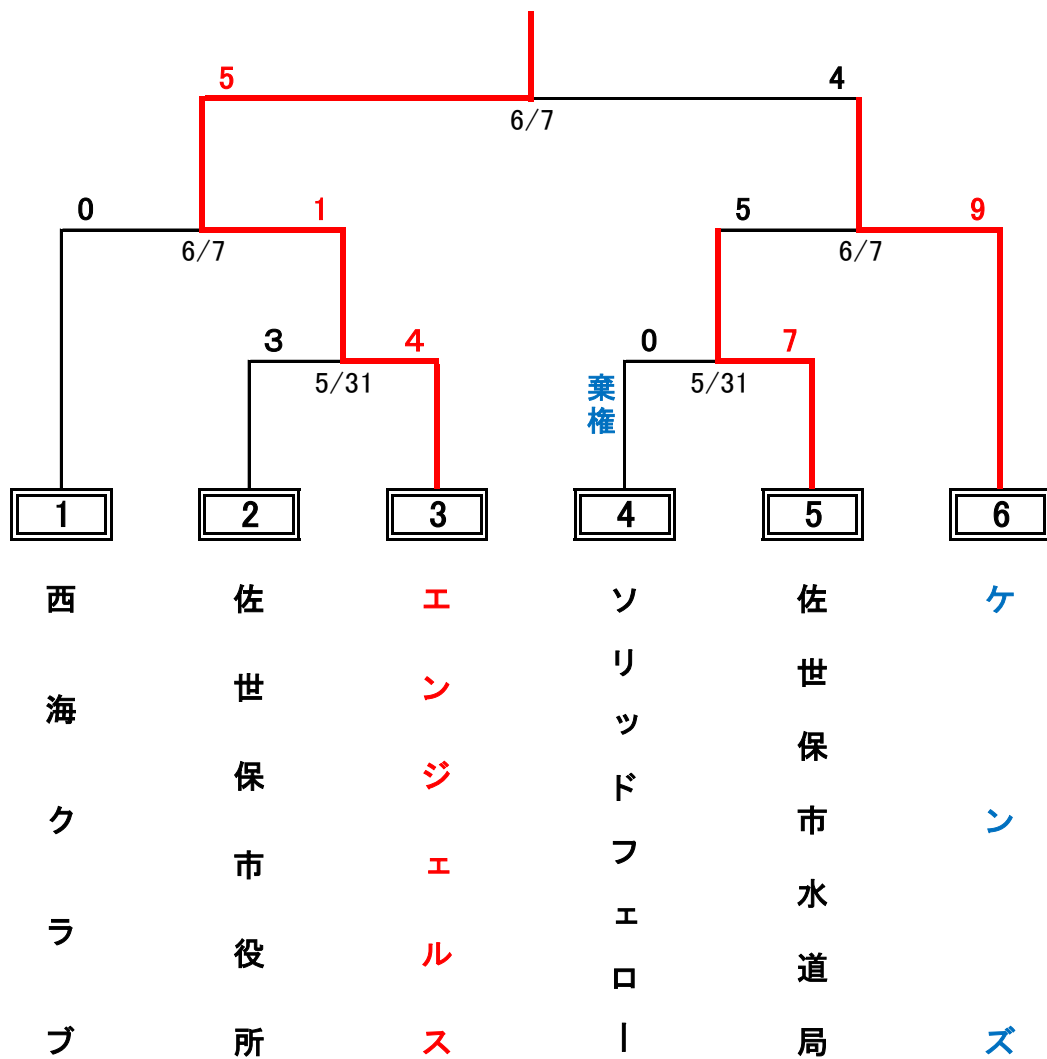 5 4
6/7
0 1 5 9
6/7 6/7
3 4 0 7
5/31 5/31
棄権
1 2 3 4 5 6
西海クラブ
佐世保市役所
エンジェルス
ソリッドフェロー
佐世保市水道局
ケンズ